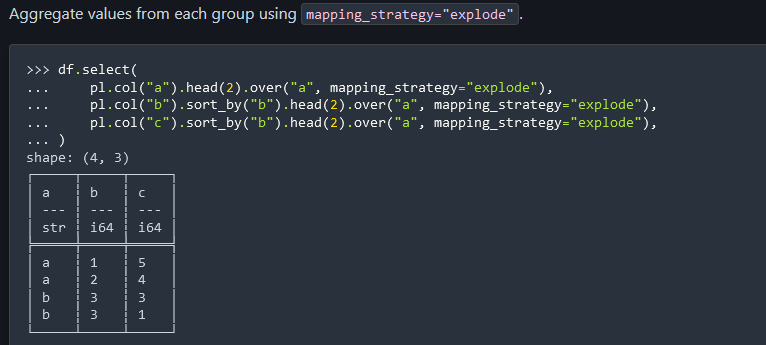 Aggregate values from each group using mapping_strategy="explode".
>>> df.select(
...     pl.col("a").head(2).over("a", mapping_strategy="explode"),
...     pl.col("b").sort_by("b").head(2).over("a", mapping_strategy="explode"),
...     pl.col("c").sort_by("b").head(2).over("a", mapping_strategy="explode"),
... )
shape: (4, 3)
┌─────┬─────┬─────┐
│ a   ┆ b   ┆ c   │
│ --- ┆ --- ┆ --- │
│ str ┆ i64 ┆ i64 │
╞═════╪═════╪═════╡
│ a   ┆ 1   ┆ 5   │
│ a   ┆ 2   ┆ 4   │
│ b   ┆ 3   ┆ 3   │
│ b   ┆ 3   ┆ 1   │
└─────┴─────┴─────┘